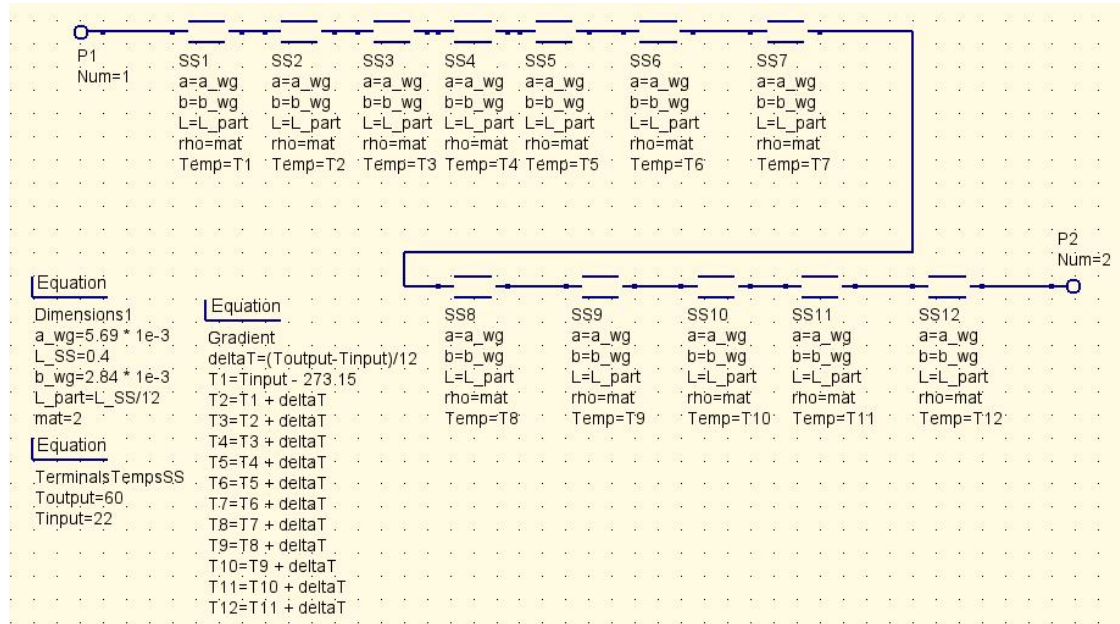 P1
Num=1
SS1
a=a_wg
b=b_wg
L=L_part
rho=mat
Temp=T1
SS2
a=a_wg
b=b_wg
L=L_part
rho=mat
Temp=T2
SS3
a=a_wg
b=b_wg
L=L_part
rho=mat
Temp=T3
SS4
a=a_wg
b=b_wg
L=L_part
rho=mat
Temp=T4
SS5
a=a_wg
b=b_wg
L=L_part
rho=mat
Temp=T5
SS6
a=a_wg
b=b_wg
L=L_part
rho=mat
Temp=T6
SS7
a=a_wg
b=b_wg
L=L_part
rho=mat
Temp=T7
P2
Num=2
SS8
a=a_wg
b=b_wg
L=L_part
rho=mat
Temp=T8
SS9
a=a_wg
b=b_wg
L=L_part
rho=mat
Temp=T9
SS10
a=a_wg
b=b_wg
L=L_part
rho=mat
Temp=T10
SS11
a=a_wg
b=b_wg
L=L_part
rho=mat
Temp=T11
SS12
a=a_wg
b=b_wg
L=L_part
rho=mat
Temp=T12
Equation
Dimensions1
a_wg=5.69 * 1e-3
L_SS=0.4
b_wg=2.84 * 1e-3
L_part=L_SS/12
mat=2
Equation
TerminalsTempsSS
Toutput=60
Tinput=22
Equation
Gradient
deltaT=(Toutput-Tinput)/12
T1=Tinput - 273.15
T2=T1 + deltaT
T3=T2 + deltaT
T4=T3 + deltaT
T5=T4 + deltaT
T6=T5 + deltaT
T7=T6 + deltaT
T8=T7 + deltaT
T9=T8 + deltaT
T10=T9 + deltaT
T11=T10 + deltaT
T12=T11 + deltaT